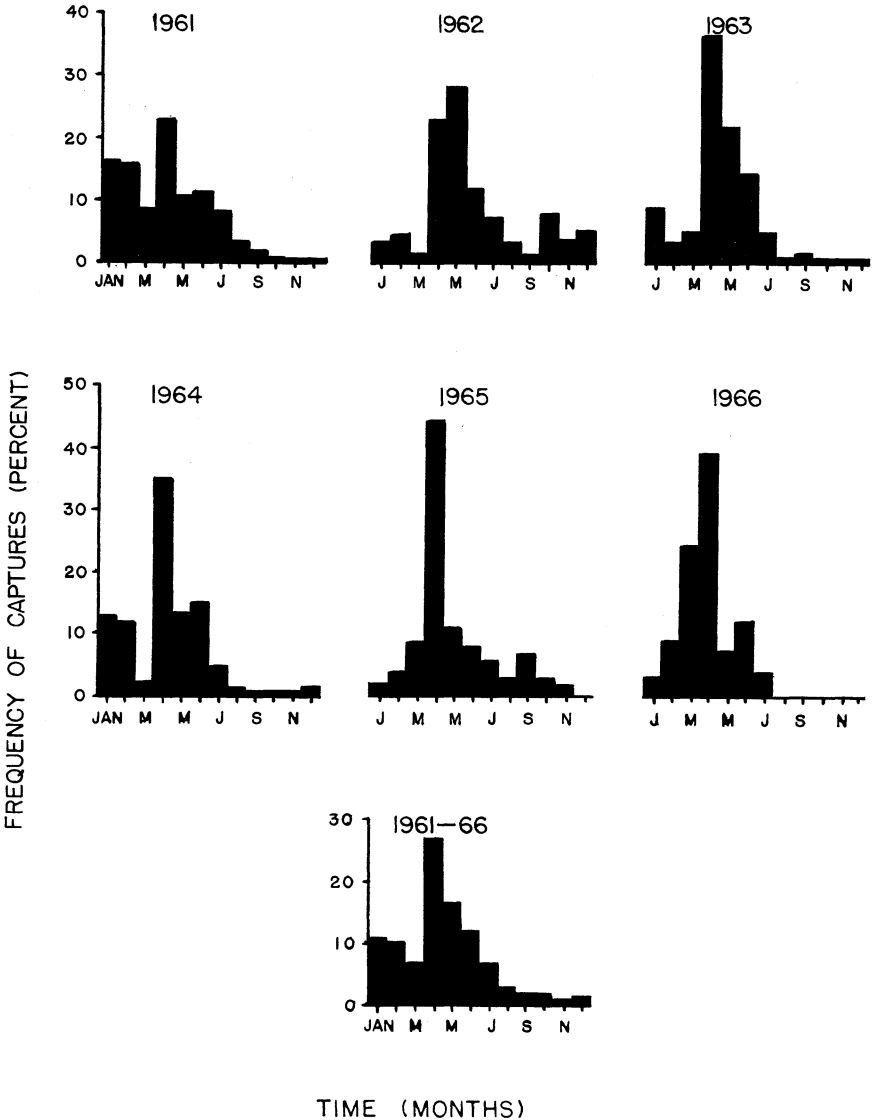 1961
40
30
20
10
0
JAN M M J S N
1962
J M M J S N
1963
J M M J S N
FREQUENCY OF CAPTURES (PERCENT)
1964
50
40
30
20
10
0
JAN M M J S N
1965
J M M J S N
1966
J M M J S N
1961–66
30
20
10
0
JAN M M J S N
TIME (MONTHS)